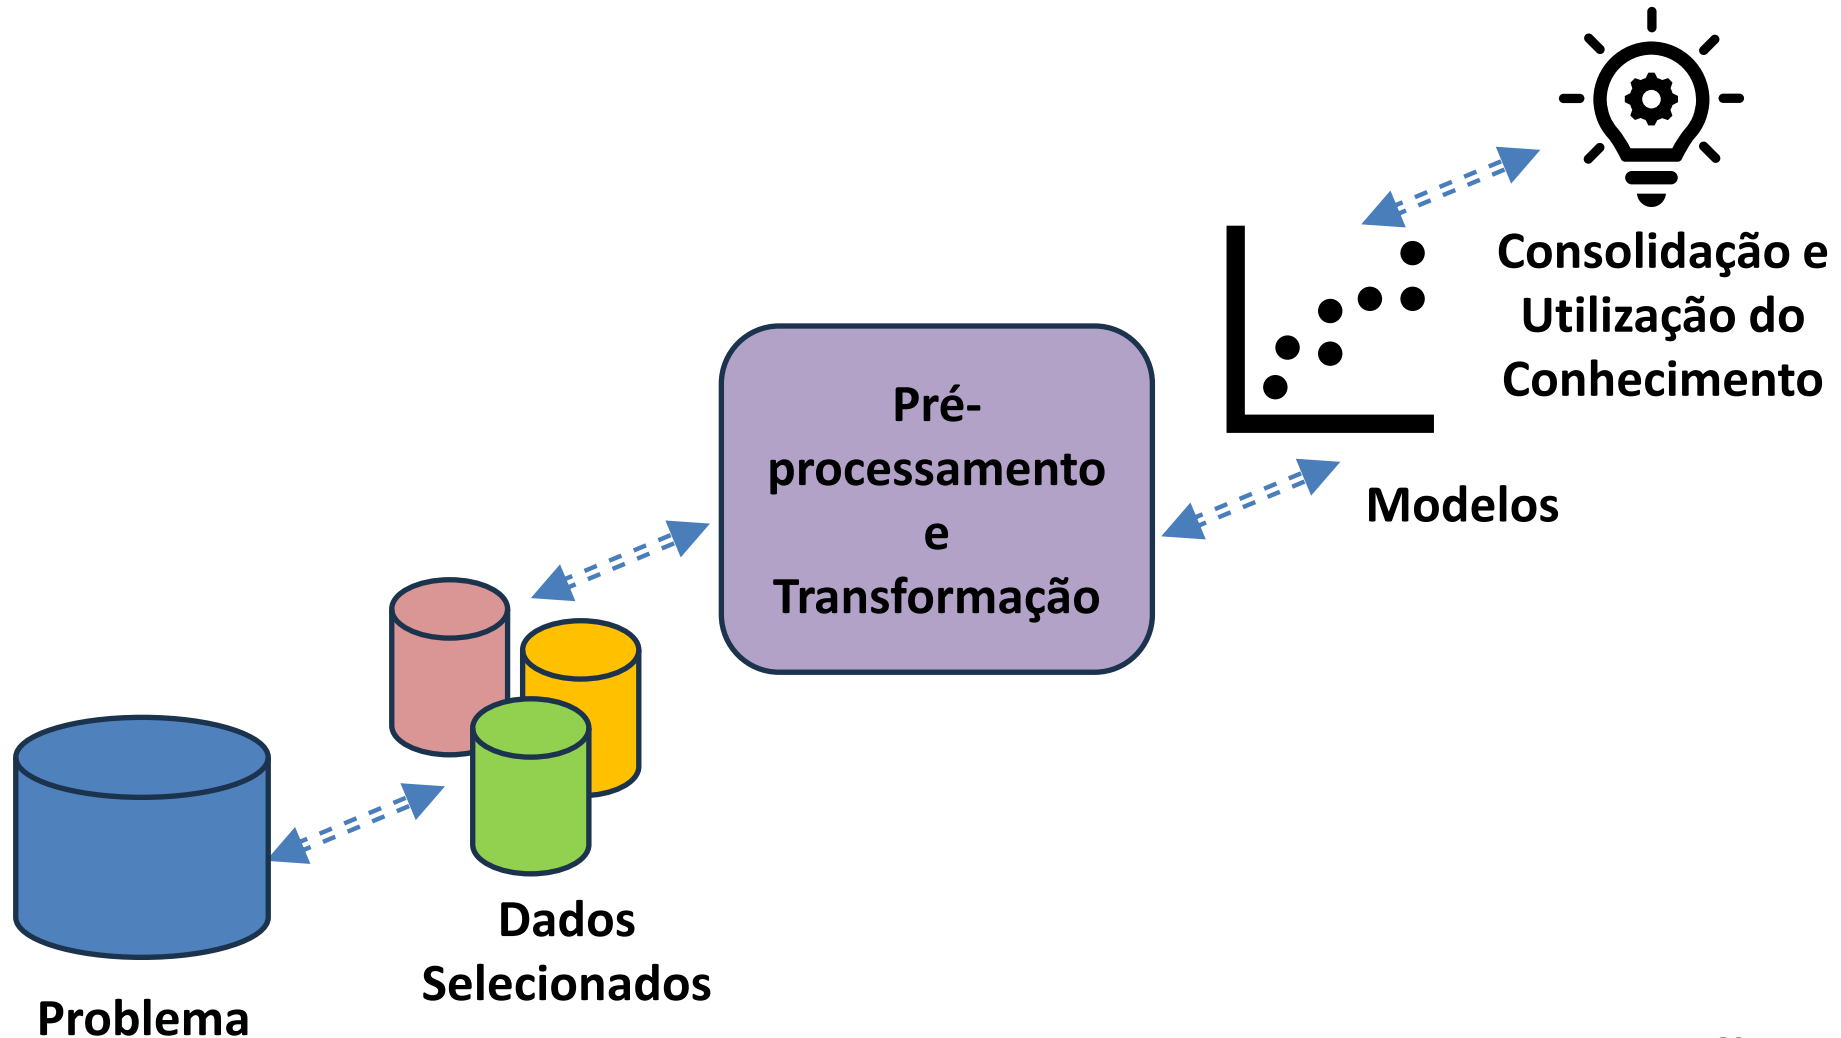 Problema
Dados
Selecionados
Pré-
processamento
e
Transformação
Modelos
Consolidação e
Utilização do
Conhecimento